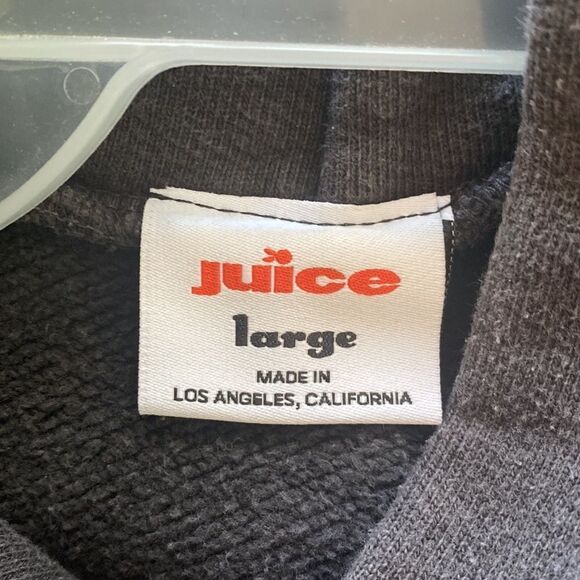 Juice
large
MADE IN
LOS ANGELES, CALIFORNIA